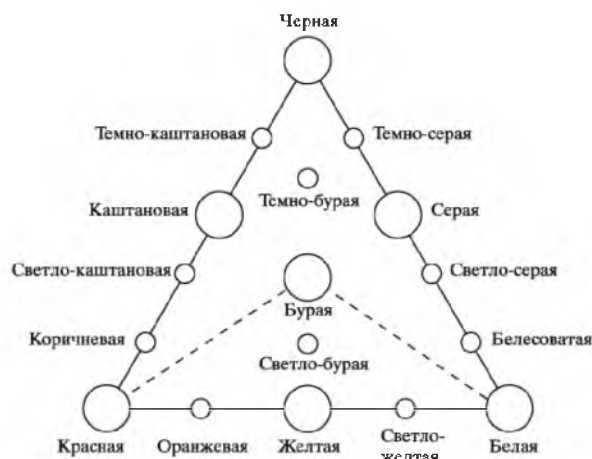 Черная
Темно-каштановая
Темно-серая
Темно-бурая
Каштановая
Серая
Светло-каштановая
Светло-серая
Бурая
Коричневая
Белесоватая
Светло-бурая
Красная
Оранжевая
Желтая
Светло-
желтая
Белая